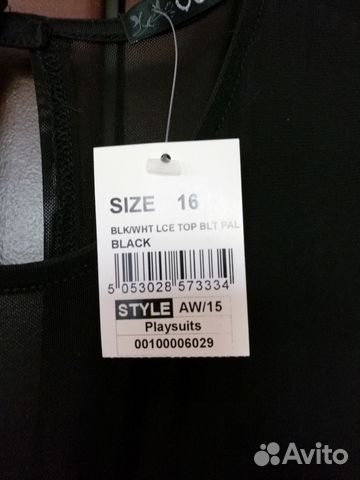 SIZE 16
BLK/WHT LCE TOP BLT PAL
BLACK
5 053028 573334
STYLE AW/15
Playsuits
00100006029
Avito